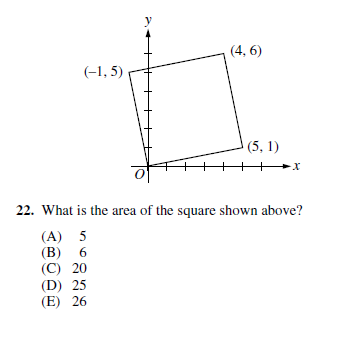 y
(4, 6)
(−1, 5)
(5, 1)
O
x
22. What is the area of the square shown above?
(A) 5
(B) 6
(C) 20
(D) 25
(E) 26